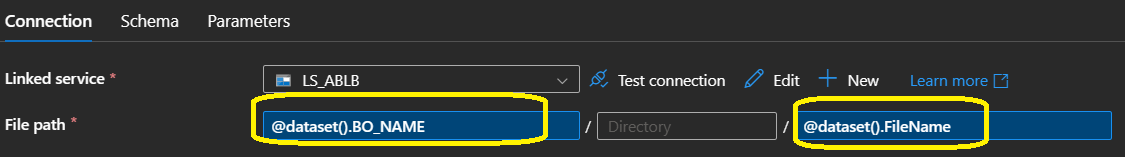 Connection Schema Parameters
Linked service * LS_ABLB Test connection Edit New Learn more
File path * @dataset().BO_NAME / Directory / @dataset().FileName